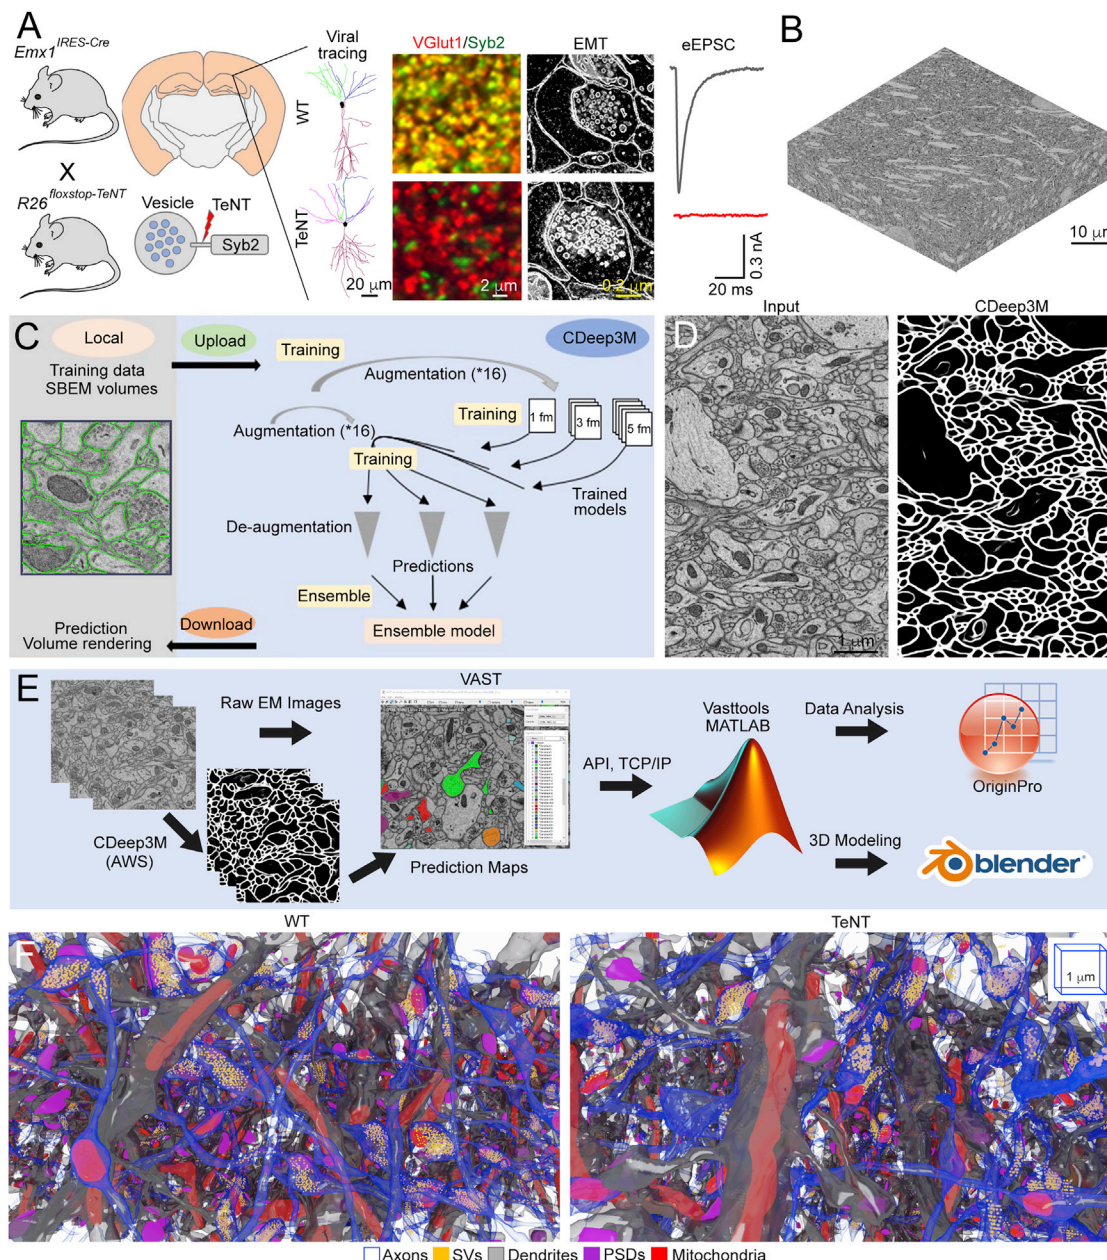 A
Emx1IRES-Cre
X
R26floxstop-TeNT
Vesicle
TeNT
Syb2
Viral
tracing
WT
TeNT
20 μm
VGlut1/Syb2
2 μm
EMT
0.2 μm
eEPSC
0.3 nA
20 ms
B
10 μm
C
Local
Training data
SBEM volumes
Upload
Training
CDeep3M
Augmentation (*16)
Augmentation (*16)
Training
1 fm
3 fm
5 fm
Training
Trained
models
De-augmentation
Predictions
Ensemble
Ensemble model
Download
Prediction
Volume rendering
D
Input
CDeep3M
1 μm
E
Raw EM Images
CDeep3M
(AWS)
VAST
Prediction Maps
API, TCP/IP
Vasttools
MATLAB
Data Analysis
OriginPro
3D Modeling
blender
F
WT
TeNT
1 μm
Axons SVs Dendrites PSDs Mitochondria